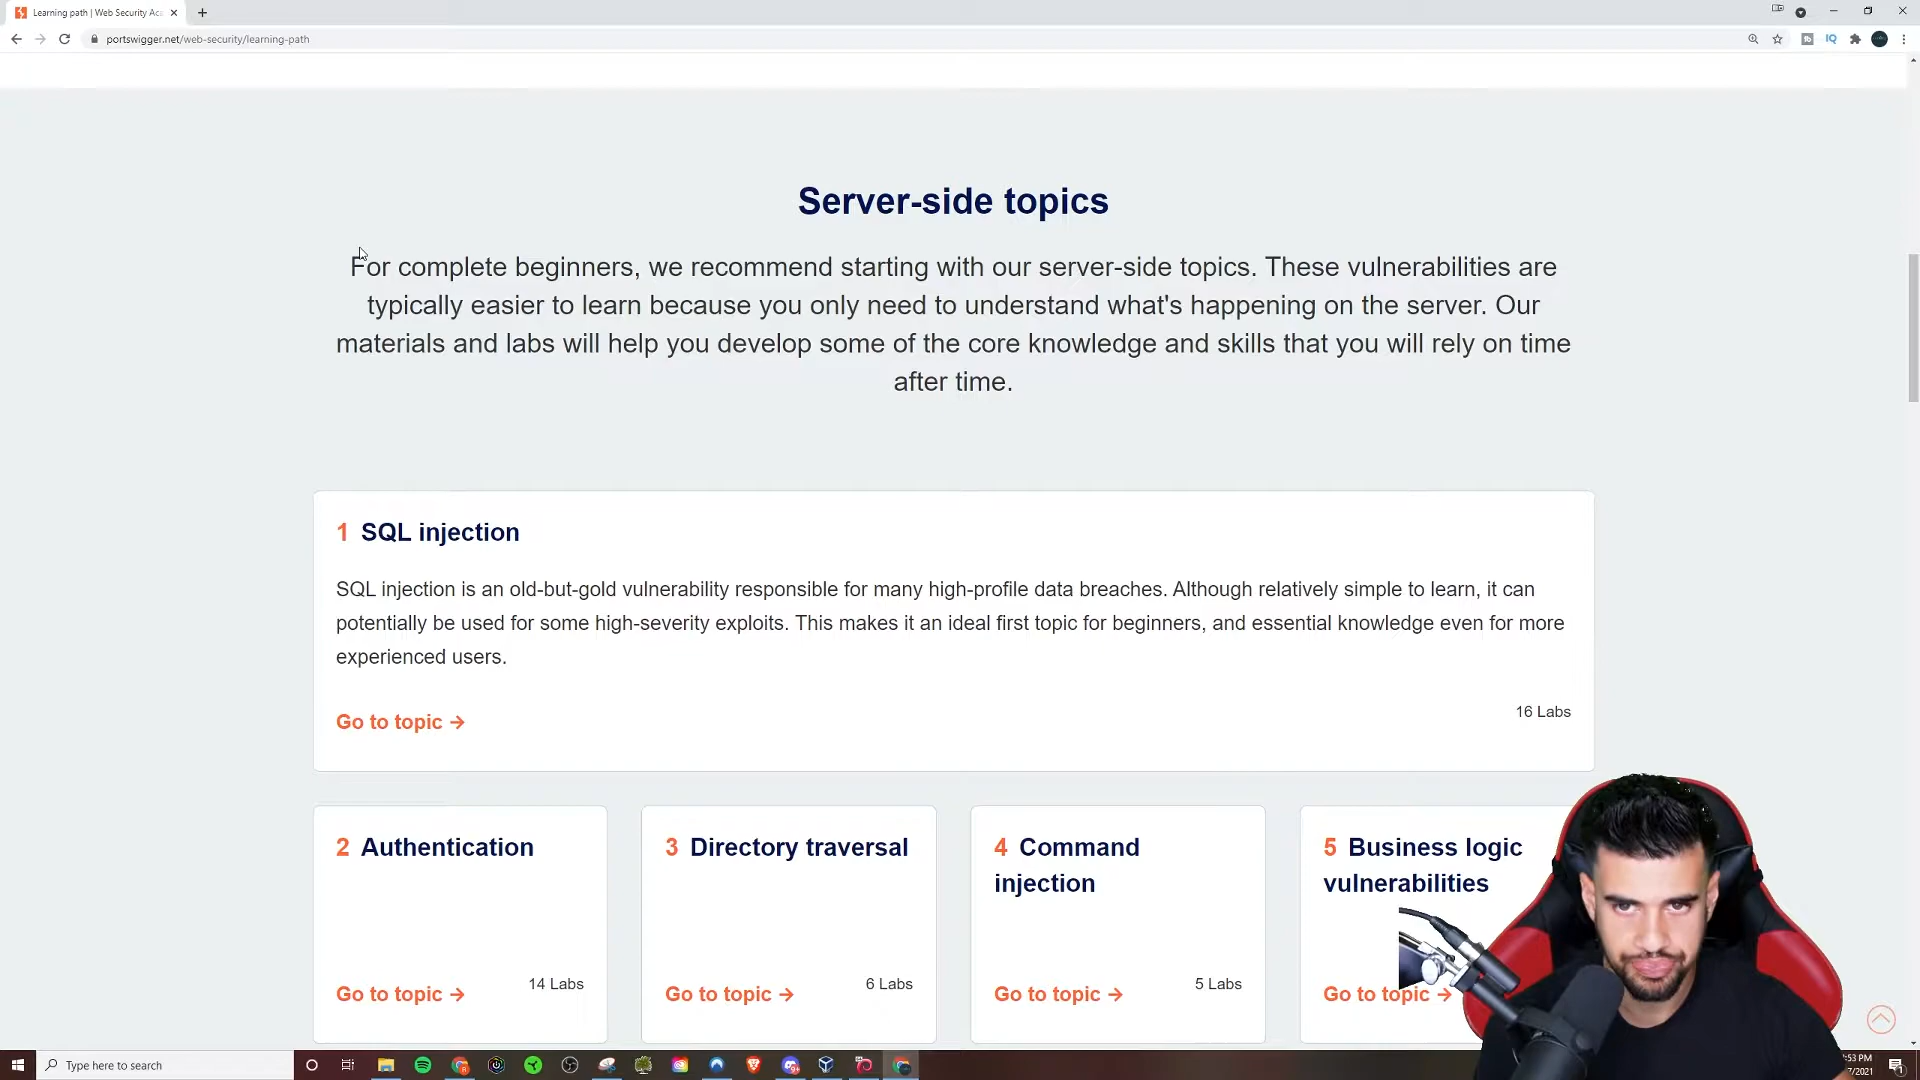 Learning path | Web Security Aca
portswigger.net/web-security/learning-path
Server-side topics
For complete beginners, we recommend starting with our server-side topics. These vulnerabilities are
typically easier to learn because you only need to understand what's happening on the server. Our
materials and labs will help you develop some of the core knowledge and skills that you will rely on time
after time.
1 SQL injection
SQL injection is an old-but-gold vulnerability responsible for many high-profile data breaches. Although relatively simple to learn, it can
potentially be used for some high-severity exploits. This makes it an ideal first topic for beginners, and essential knowledge even for more
experienced users.
Go to topic →
16 Labs
2 Authentication
Go to topic →
14 Labs
3 Directory traversal
Go to topic →
6 Labs
4 Command
injection
Go to topic →
5 Labs
5 Business logic
vulnerabilities
Go to topic →
Type here to search
:53 PM
7/2021